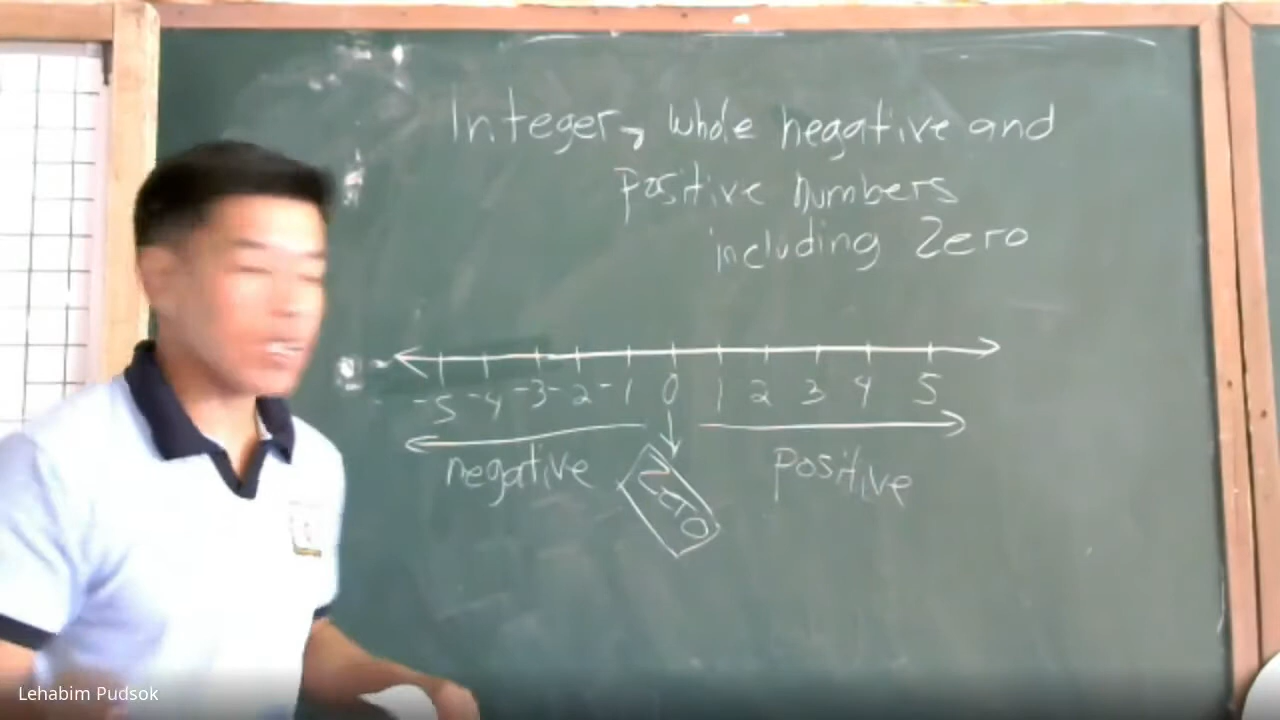 Integer, whole negative and
positive numbers
including Zero
-5 -4 -3 -2 -1 0 1 2 3 4 5
negative Zero positive
Lehabim Pudsok